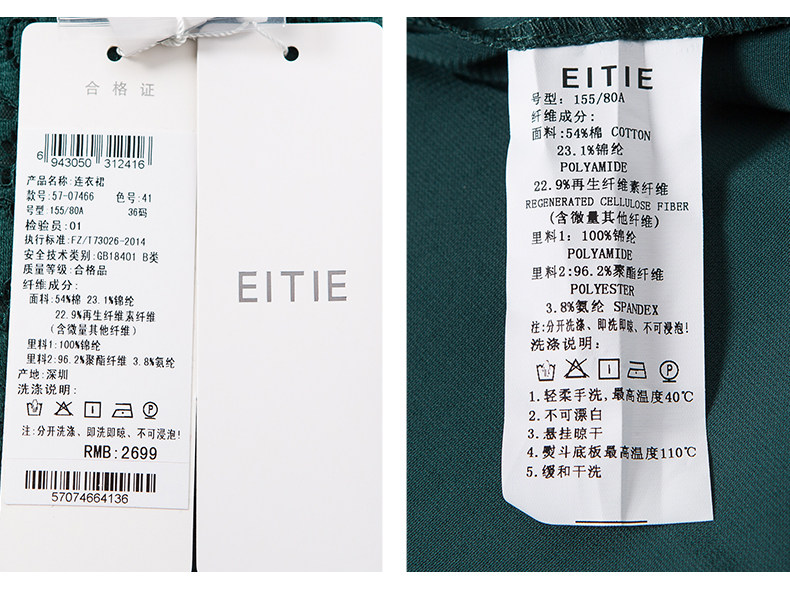 合格证
6 943050 312416
产品名称:连衣裙
款号:57-07466 色号:41
号型:155/80A 36码
检验员:01
执行标准:FZ/T73026-2014
安全技术类别:GB18401 B类
质量等级:合格品
纤维成分:
面料:54%棉 23.1%锦纶
22.9%再生纤维素纤维
(含微量其他纤维)
里料1:100%锦纶
里料2:96.2%聚酯纤维 3.8%氨纶
产地:深圳
洗涤说明:
注:分开洗涤、即洗即晾、不可浸泡!
RMB:2699
57074664136
EITIE
EITIE
号型: 155/80A
纤维成分:
面料:54%棉 COTTON
23.1%锦纶
POLYAMIDE
22.9%再生纤维素纤维
REGENERATED CELLULOSE FIBER
(含微量其他纤维)
里料1: 100%锦纶
POLYAMIDE
里料2:96.2%聚酯纤维
POLYESTER
3.8%氨纶 SPANDEX
注:分开洗涤、即洗即晾、不可浸泡!
洗涤说明:
1.轻柔手洗,最高温度40℃
2.不可漂白
3.悬挂晾干
4.熨斗底板最高温度110℃
5.缓和干洗